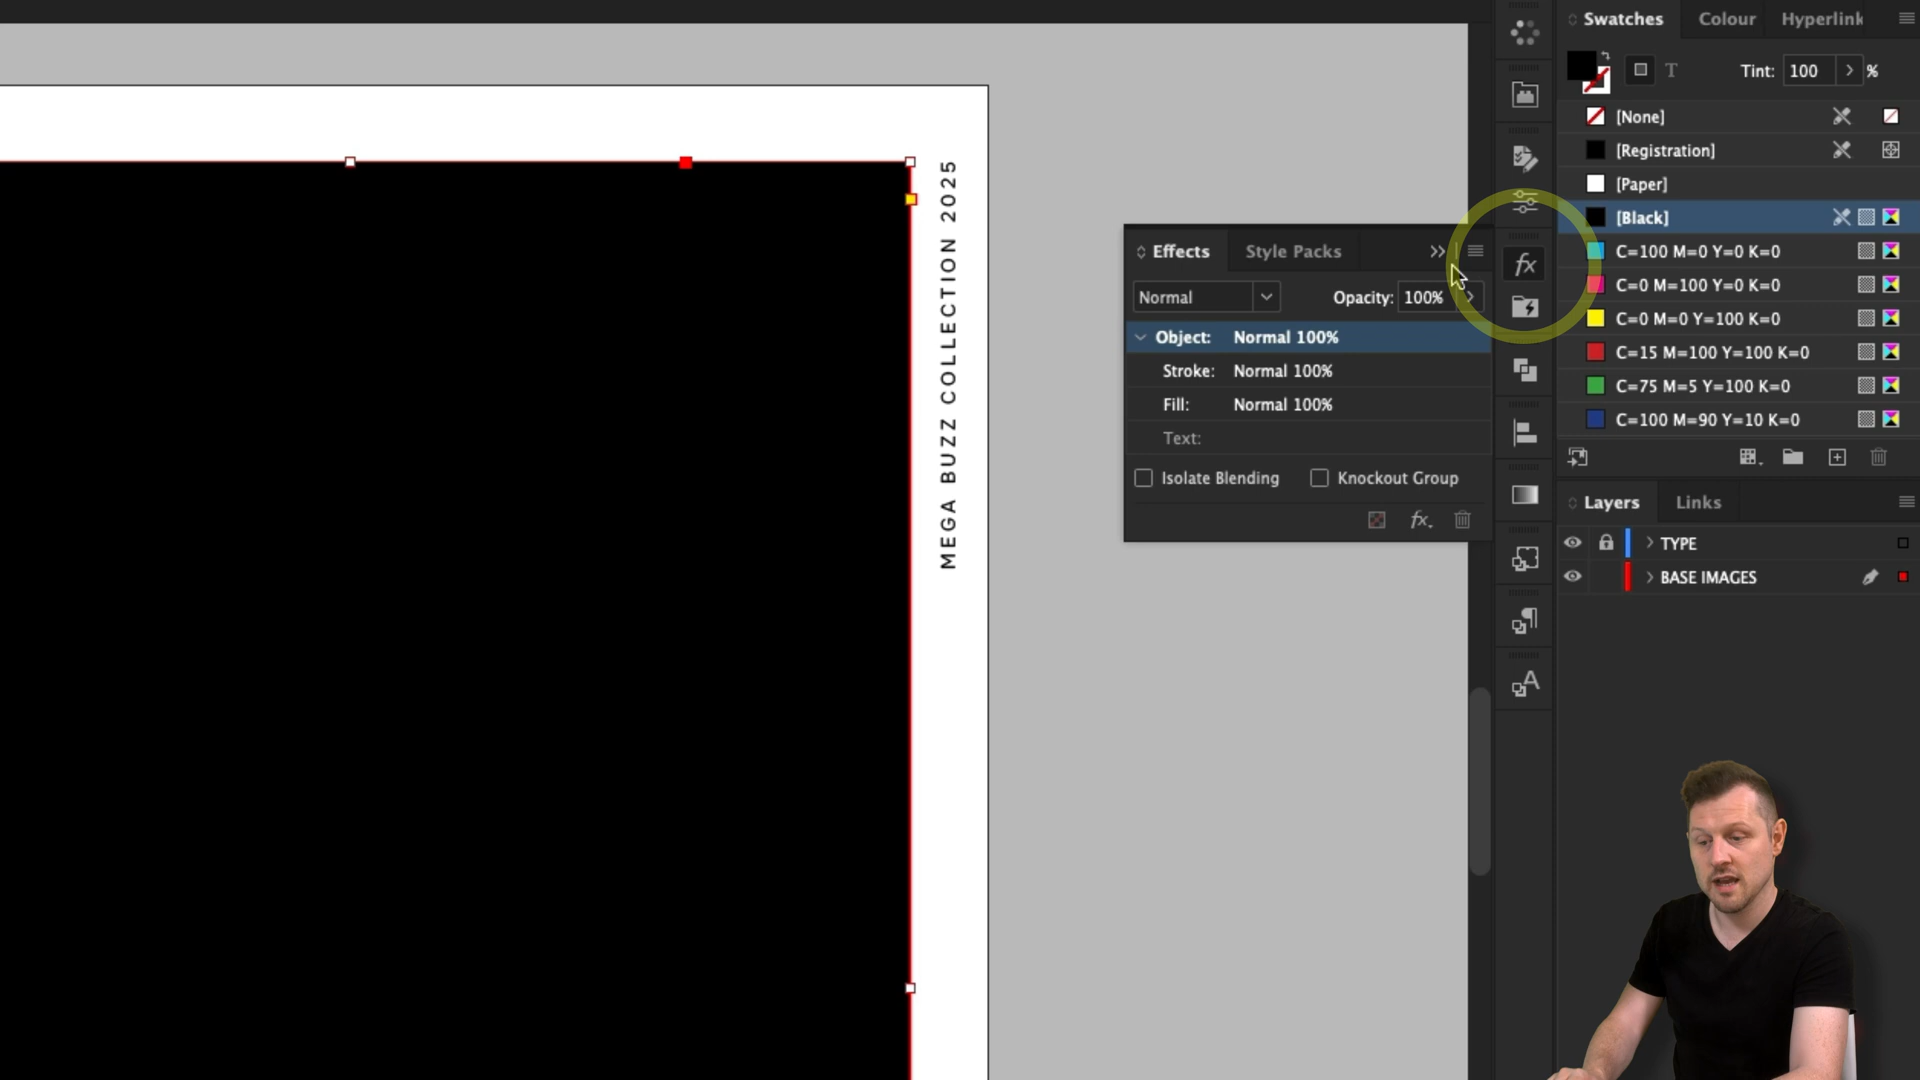 Swatches Colour Hyperlink
T Tint: 100 %
[None]
[Registration]
[Paper]
[Black]
C=100 M=0 Y=0 K=0
C=0 M=100 Y=0 K=0
C=0 M=0 Y=100 K=0
C=15 M=100 Y=100 K=0
C=75 M=5 Y=100 K=0
C=100 M=90 Y=10 K=0
Layers Links
TYPE
BASE IMAGES
Effects Style Packs
Normal Opacity: 100%
Object: Normal 100%
Stroke: Normal 100%
Fill: Normal 100%
Text:
Isolate Blending Knockout Group
fx
fx
A
MEGA BUZZ COLLECTION 2025